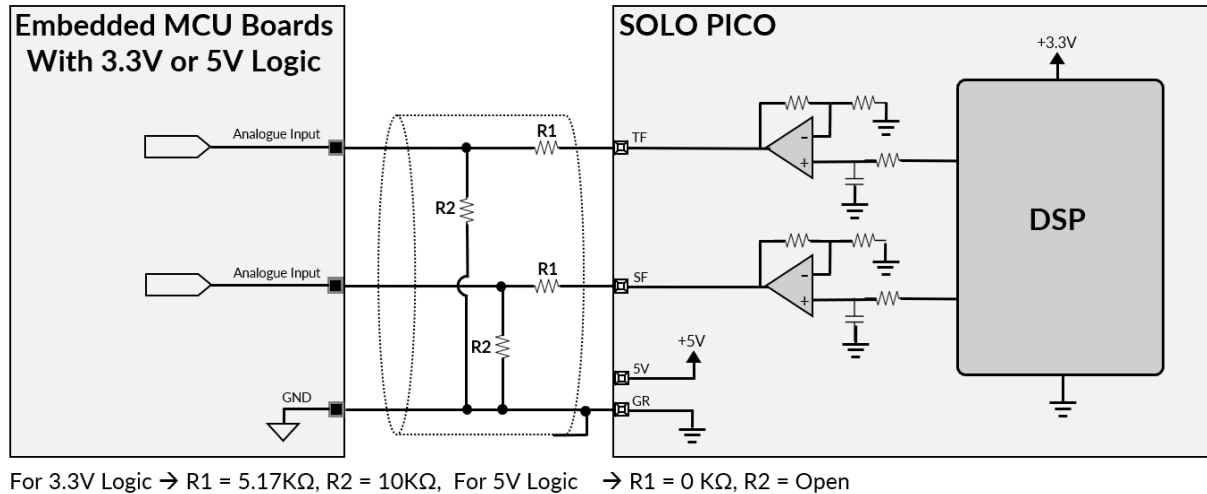 Embedded MCU Boards
With 3.3V or 5V Logic
SOLO PICO
+3.3V
Analogue Input
R1
TF
-
+
R2
DSP
Analogue Input
R1
SF
-
+
R2
+5V
5V
GND
GR
For 3.3V Logic → R1 = 5.17KΩ, R2 = 10KΩ, For 5V Logic → R1 = 0 KΩ, R2 = Open